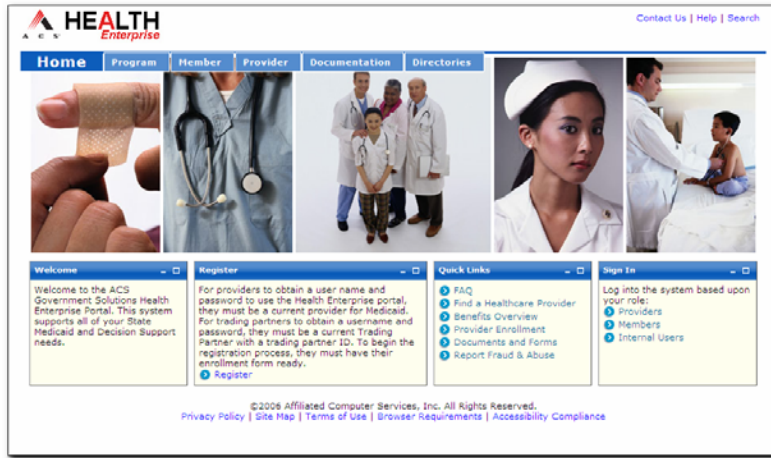 HEALTH
A C S Enterprise
Contact Us | Help | Search
Home Program Member Provider Documentation Directories
Welcome
Welcome to the ACS
Government Solutions Health
Enterprise Portal. This system
supports all of your State
Medicaid and Decision Support
needs.
Register
For providers to obtain a user name and
password to use the Health Enterprise portal,
they must be a current provider for Medicaid.
For trading partners to obtain a username and
password, they must be a current Trading
Partner with a trading partner ID. To begin the
registration process, they must have their
enrollment form ready.
Register
Quick Links
FAQ
Find a Healthcare Provider
Benefits Overview
Provider Enrollment
Documents and Forms
Report Fraud & Abuse
Sign In
Log into the system based upon
your role:
Providers
Members
Internal Users
©2006 Affiliated Computer Services, Inc. All Rights Reserved.
Privacy Policy | Site Map | Terms of Use | Browser Requirements | Accessibility Compliance